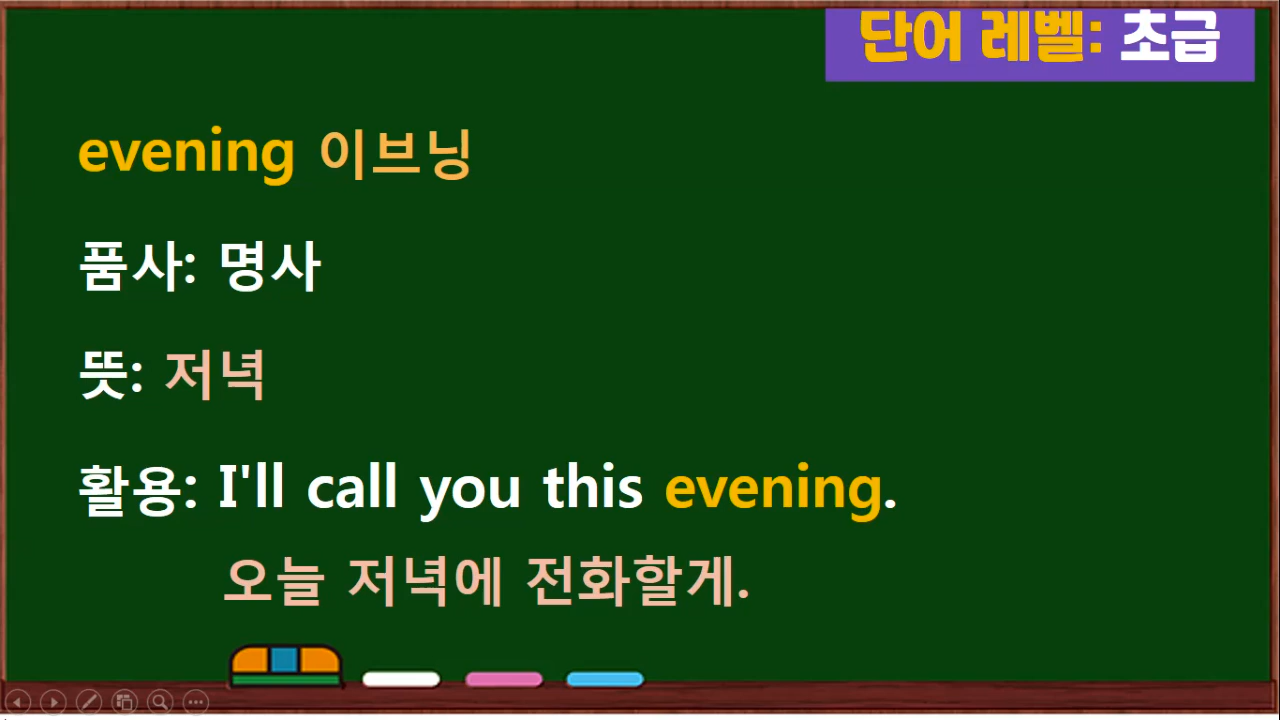 단어 레벨: 초급
evening 이브닝
품사: 명사
뜻: 저녁
활용: I'll call you this evening.
오늘 저녁에 전화할게.